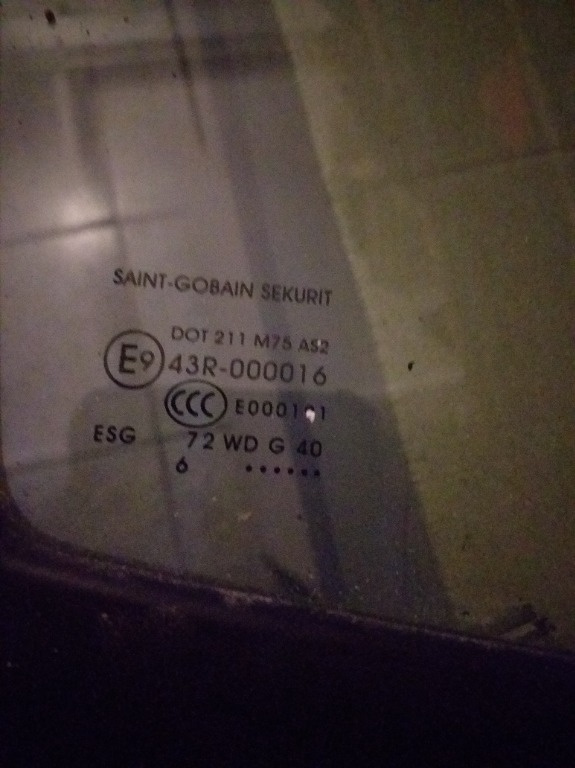 SAINT-GOBAIN SEKURIT
DOT 211 M75 AS2
E9 43R-000016
CCC
ESG 72 WD G 40
6 ······